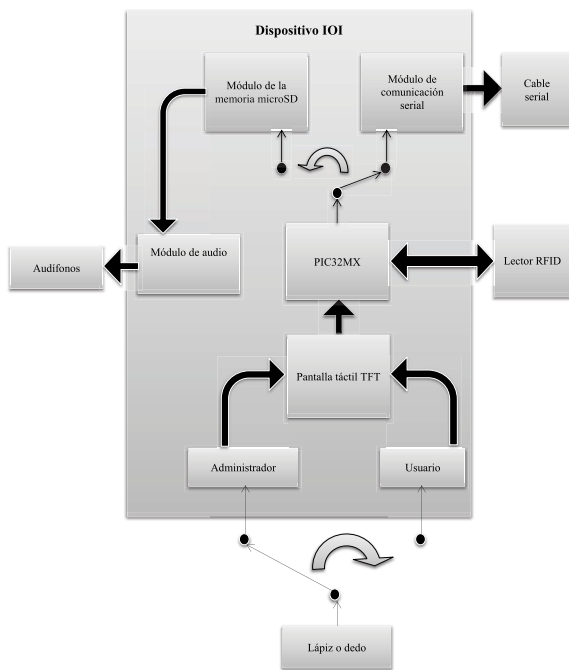 Dispositivo IOI
Módulo de la
memoria microSD
Módulo de
comunicación
serial
Cable
serial
Módulo de audio
Audífonos
PIC32MX
Lector RFID
Pantalla táctil TFT
Administrador
Usuario
Lápiz o dedo